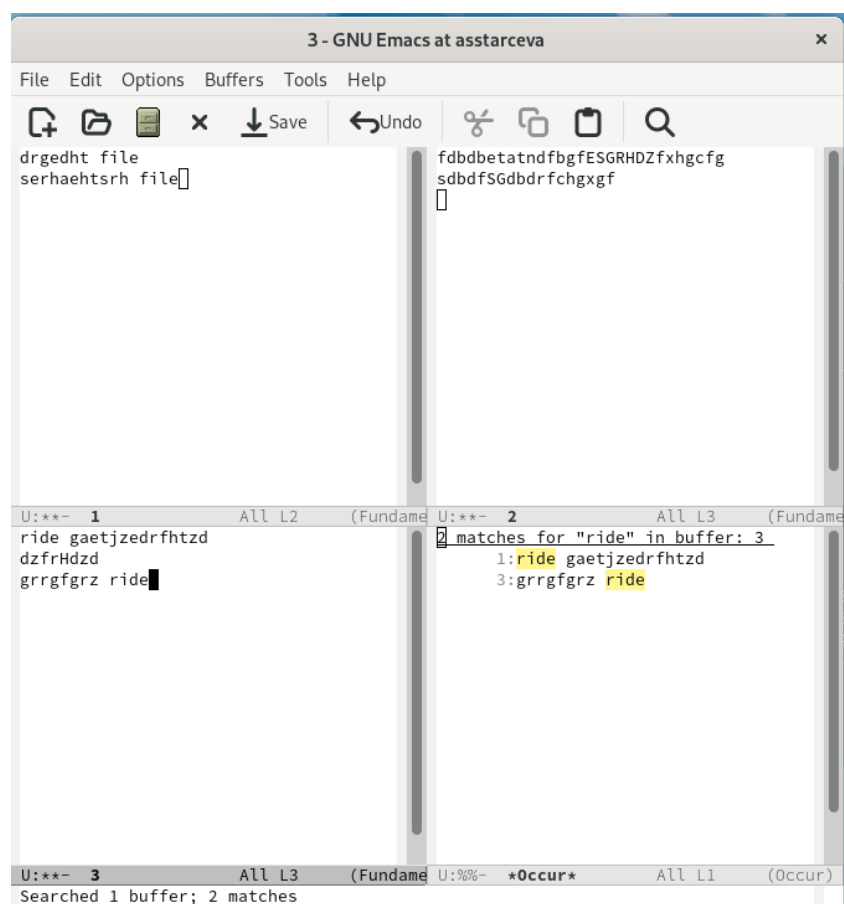 3 - GNU Emacs at asstarceva
File Edit Options Buffers Tools Help
Save Undo
drgedht file
serhaehtsrh file
fdbdbetatndfbgfESGRHDZfxhgcfg
sdbdfSGdbdrfchgxgf
U:**- 1 All L2 (Fundame
U:**- 2 All L3 (Fundame
ride gaetjzedrfhtzd
dzfrHdzd
grrgfgrz ride
2 matches for "ride" in buffer: 3
1:ride gaetjzedrfhtzd
3:grrgfgrz ride
U:**- 3 All L3 (Fundame
U:%%- *Occur* All L1 (Occur)
Searched 1 buffer; 2 matches